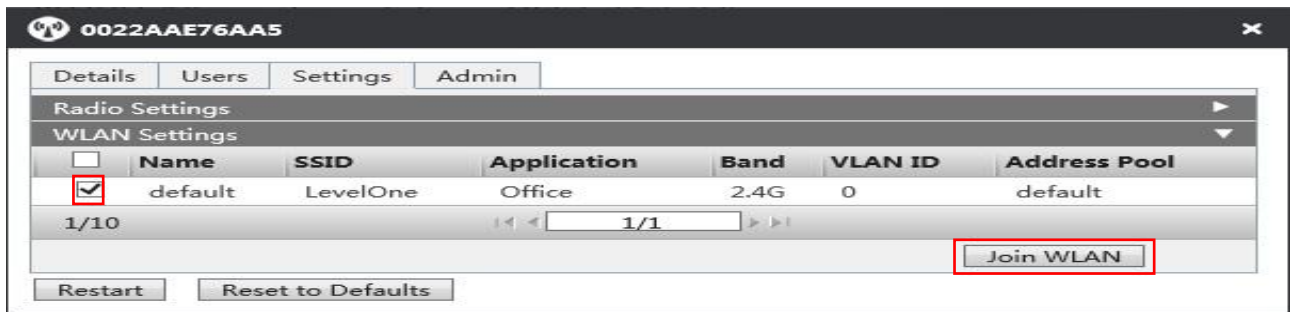 0022AAE76AA5
Details Users Settings Admin
Radio Settings
WLAN Settings
Name SSID Application Band VLAN ID Address Pool
default LevelOne Office 2.4G 0 default
1/10 1/1
Join WLAN
Restart Reset to Defaults